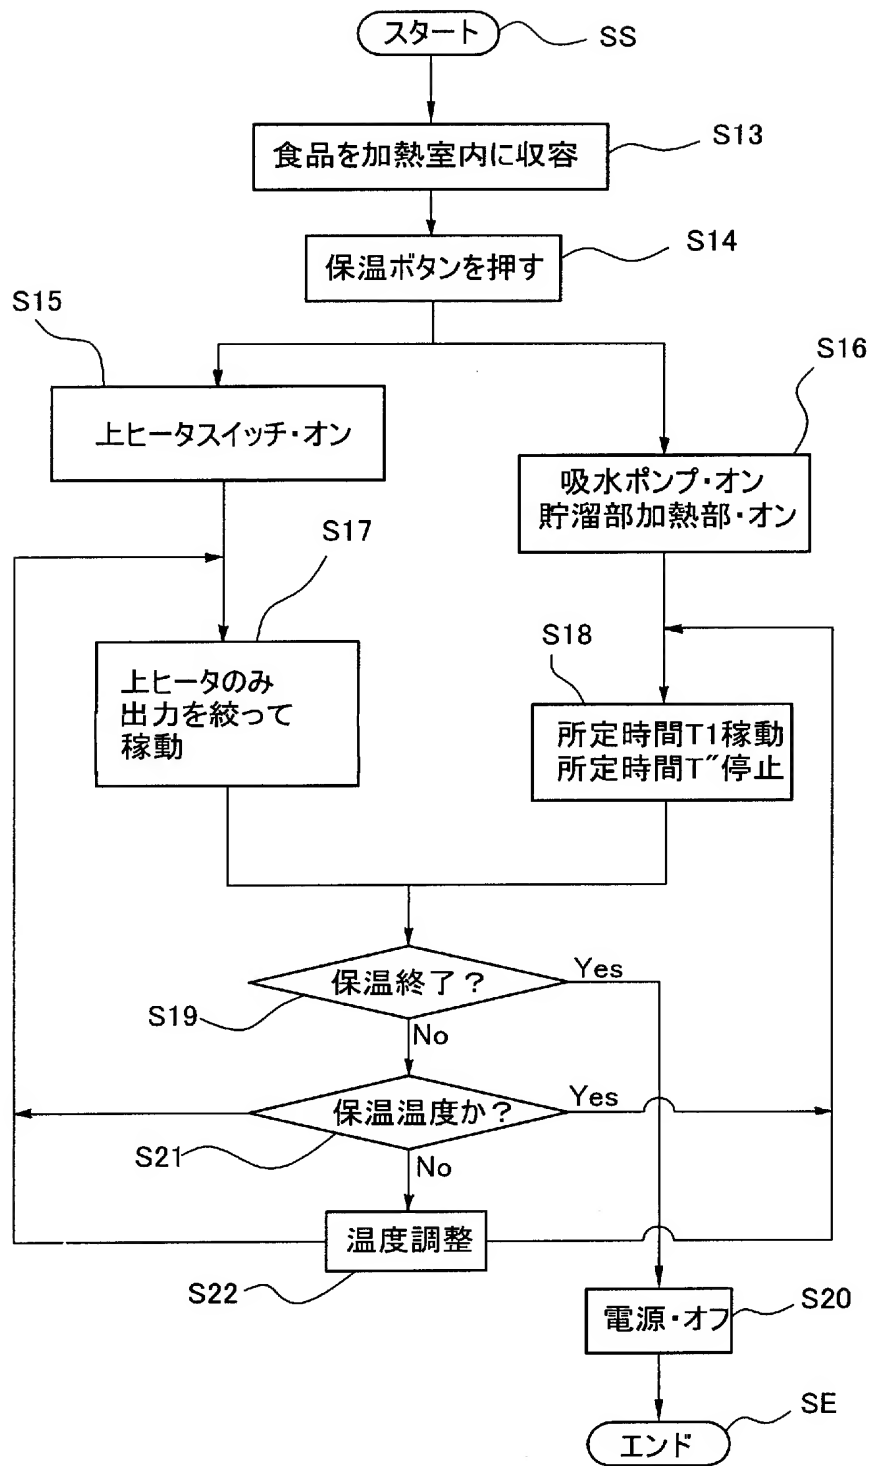 スタート
SS
食品を加熱室内に収容
S13
保温ボタンを押す
S14
S15
上ヒータスイッチ・オン
S16
吸水ポンプ・オン
貯溜部加熱部・オン
S17
上ヒータのみ
出力を絞って
稼動
S18
所定時間T1稼動
所定時間T″停止
保温終了？
Yes
S19
No
保温温度か？
Yes
S21
No
温度調整
S22
電源・オフ
S20
エンド
SE